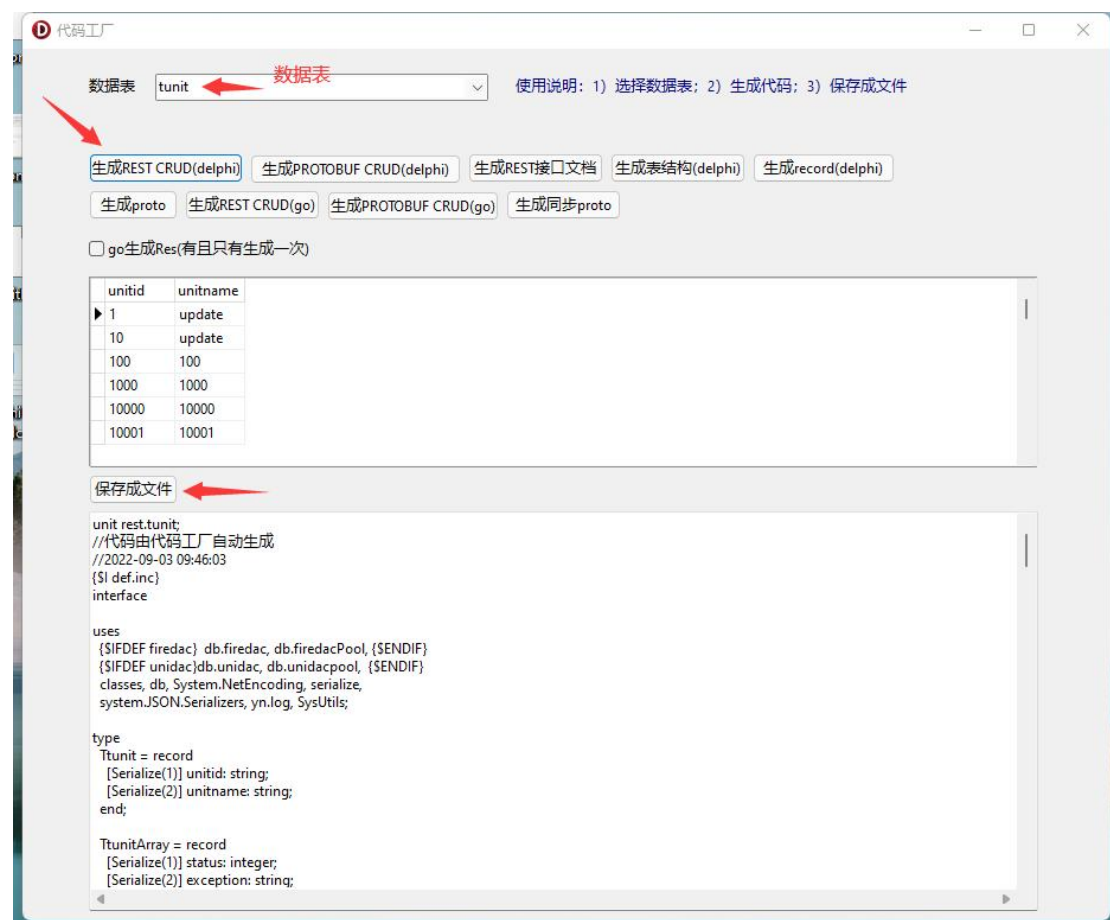 代码工厂
数据表
数据表 tunit 使用说明：1）选择数据表；2）生成代码；3）保存成文件
生成REST CRUD(delphi) 生成PROTOBUF CRUD(delphi) 生成REST接口文档 生成表结构(delphi) 生成record(delphi)
生成proto 生成REST CRUD(go) 生成PROTOBUF CRUD(go) 生成同步proto
go生成Res(有且只有生成一次)
unitid unitname
1 update
10 update
100 100
1000 1000
10000 10000
10001 10001
保存成文件
unit rest.tunit;
//代码由代码工厂自动生成
//2022-09-03 09:46:03
{$I def.inc}
interface
uses
{$IFDEF firedac} db.firedac, db.firedacPool, {$ENDIF}
{$IFDEF unidac}db.unidac, db.unidacpool, {$ENDIF}
classes, db, System.NetEncoding, serialize,
system.JSON.Serializers, yn.log, SysUtils;
type
Ttunit = record
[Serialize(1)] unitid: string;
[Serialize(2)] unitname: string;
end;
TtunitArray = record
[Serialize(1)] status: integer;
[Serialize(2)] exception: string;